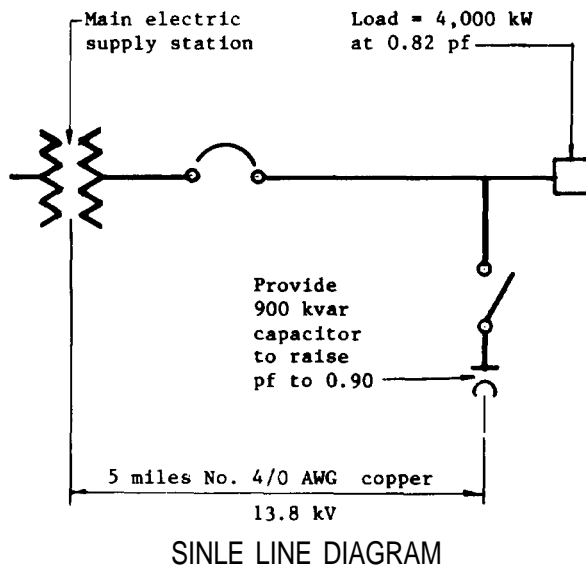 Main electric
supply station
Load = 4,000 kW
at 0.82 pf
Provide
900 kvar
capacitor
to raise
pf to 0.90
5 miles No. 4/0 AWG copper
13.8 kV
SINLE LINE DIAGRAM